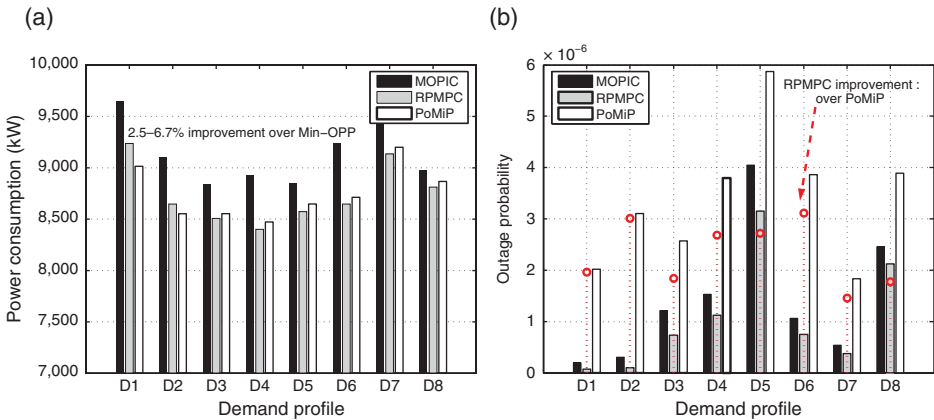 (a)
10,000
9,500
9,000
8,500
8,000
7,500
7,000
Power consumption (kW)
MOPIC
RPMPC
PoMiP
2.5–6.7% improvement over Min–OPP
D1 D2 D3 D4 D5 D6 D7 D8
Demand profile
(b)
× 10⁻⁶
6
5
4
3
2
1
0
Outage probability
MOPIC
RPMPC
PoMiP
RPMPC improvement :
over PoMiP
D1 D2 D3 D4 D5 D6 D7 D8
Demand profile